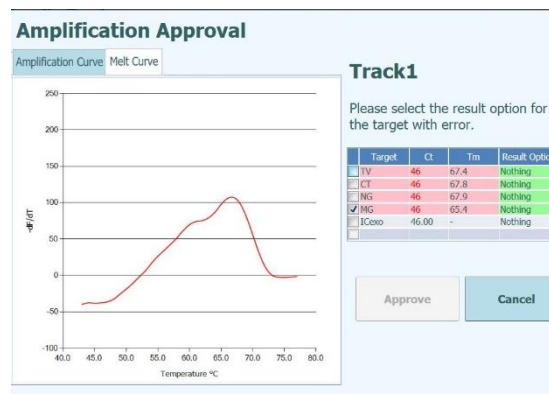 Amplification Approval
Amplification Curve Melt Curve
250
200
150
100
50
0
-50
-100
-dF/dT
40.0 45.0 50.0 55.0 60.0 65.0 70.0 75.0 80.0
Temperature ºC
Track1
Please select the result option for
the target with error.
Target Ct Tm Result Optio
TV 46 67.4 Nothing
CT 46 67.8 Nothing
NG 46 67.9 Nothing
MG 46 65.4 Nothing
ICexo 46.00 - Nothing
Approve Cancel